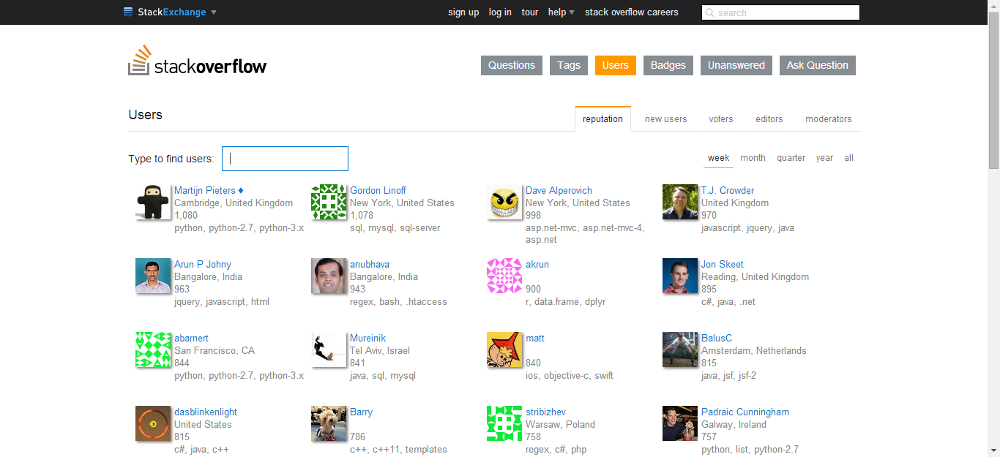 StackExchange sign up log in tour help stack overflow careers search
stackoverflow
Questions Tags Users Badges Unanswered Ask Question
Users reputation new users voters editors moderators
Type to find users: week month quarter year all
Martijn Pieters ♦
Cambridge, United Kingdom
1,080
python, python-2.7, python-3.x
Gordon Linoff
New York, United States
1,078
sql, mysql, sql-server
Dave Alperovich
New York, United States
998
asp.net-mvc, asp.net-mvc-4,
asp.net
T.J. Crowder
United Kingdom
970
javascript, jquery, java
Arun P Johny
Bangalore, India
963
jquery, javascript, html
anubhava
Bangalore, India
943
regex, bash, .htaccess
akrun
900
r, data.frame, dplyr
Jon Skeet
Reading, United Kingdom
895
c#, java, .net
abarnert
San Francisco, CA
844
python, python-2.7, python-3.x
Mureinik
Tel Aviv, Israel
841
java, sql, mysql
matt
840
ios, objective-c, swift
BalusC
Amsterdam, Netherlands
815
java, jsf, jsf-2
dasblinkenlight
United States
815
c#, java, c++
Barry
786
c++, c++11, templates
stribizhev
Warsaw, Poland
758
regex, c#, php
Padraic Cunningham
Galway, Ireland
757
python, list, python-2.7